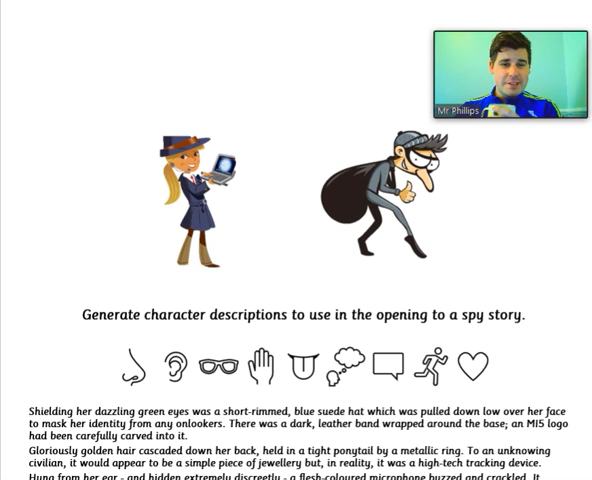 Mr Phillips
Generate character descriptions to use in the opening to a spy story.
Shielding her dazzling green eyes was a short-rimmed, blue suede hat which was pulled down low over her face
to mask her identity from any onlookers. There was a dark, leather band wrapped around the base; an MI5 logo
had been carefully carved into it.
Gloriously golden hair cascaded down her back, held in a tight ponytail by a metallic ring. To an unknowing
civilian, it would appear to be a simple piece of jewellery but, in reality, it was a high-tech tracking device.
Hung from her ear - and hidden extremely discreetly - a flesh-coloured microphone buzzed and crackled. It